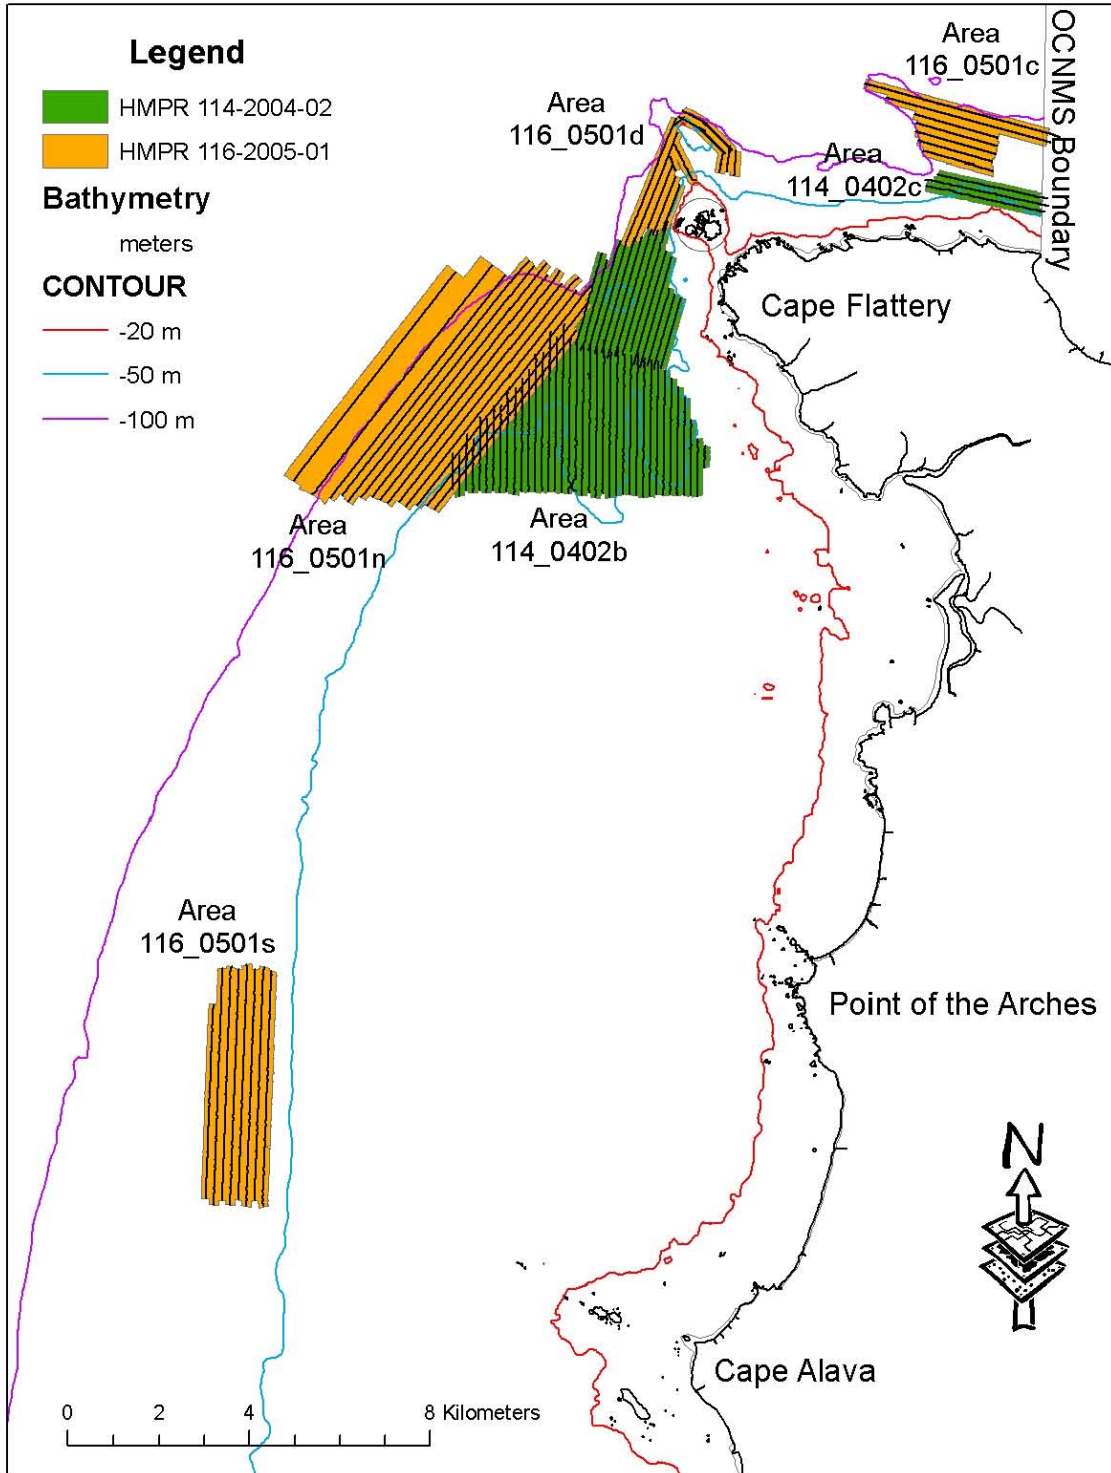 Legend
HMPR 114-2004-02
HMPR 116-2005-01
Bathymetry
meters
CONTOUR
-20 m
-50 m
-100 m
Area
116_0501d
Area
116_0501c
OCNMS Boundary
Area
114_0402c
Cape Flattery
Area
116_0501n
Area
114_0402b
Area
116_0501s
Point of the Arches
N
Cape Alava
0 2 4 8 Kilometers